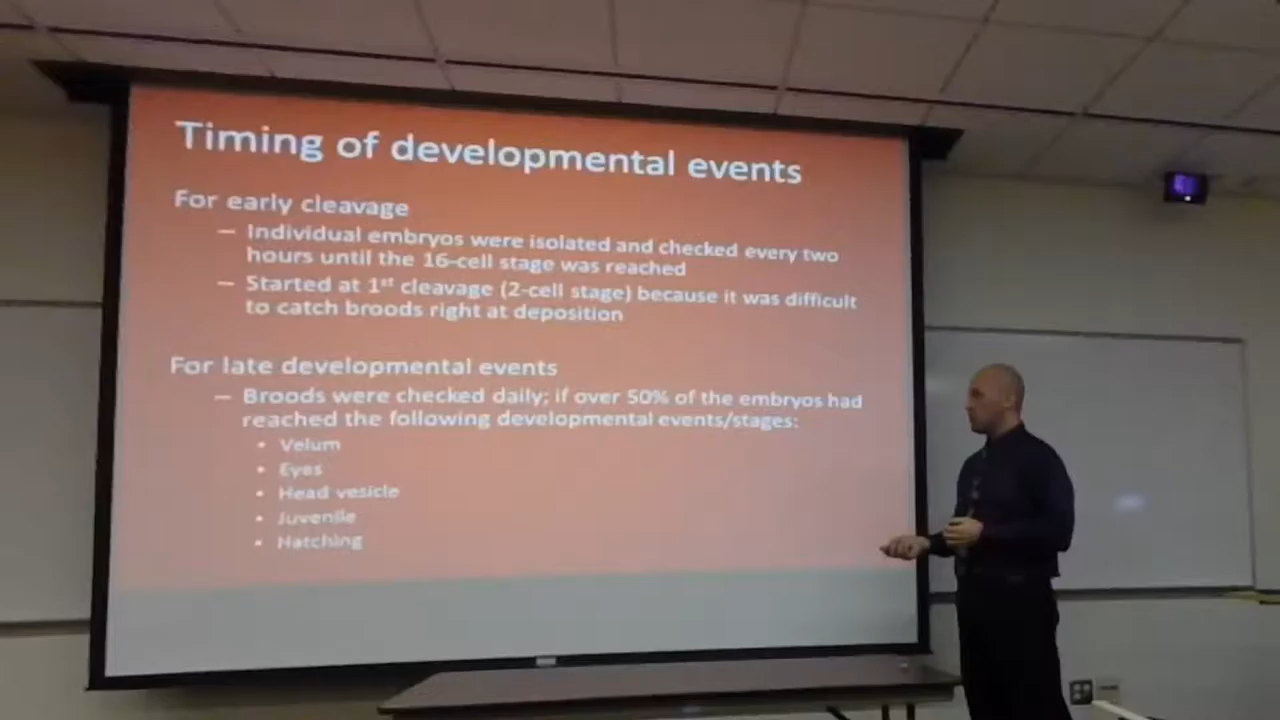 Timing of developmental events
For early cleavage
– Individual embryos were isolated and checked every two
hours until the 16-cell stage was reached
– Started at 1st cleavage (2-cell stage) because it was difficult
to catch broods right at deposition
For late developmental events
– Broods were checked daily; if over 50% of the embryos had
reached the following developmental events/stages:
• Velum
• Eyes
• Head vesicle
• Juvenile
• Hatching